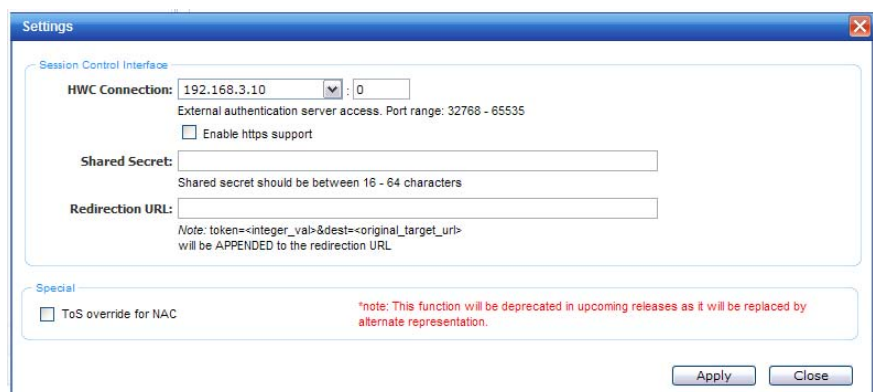 Settings
Session Control Interface
HWC Connection: 192.168.3.10 : 0
External authentication server access. Port range: 32768 - 65535
Enable https support
Shared Secret:
Shared secret should be between 16 - 64 characters
Redirection URL:
Note: token=<integer_val>&dest=<original_target_url>
will be APPENDED to the redirection URL
Special
ToS override for NAC
*note: This function will be deprecated in upcoming releases as it will be replaced by
alternate representation.
Apply Close